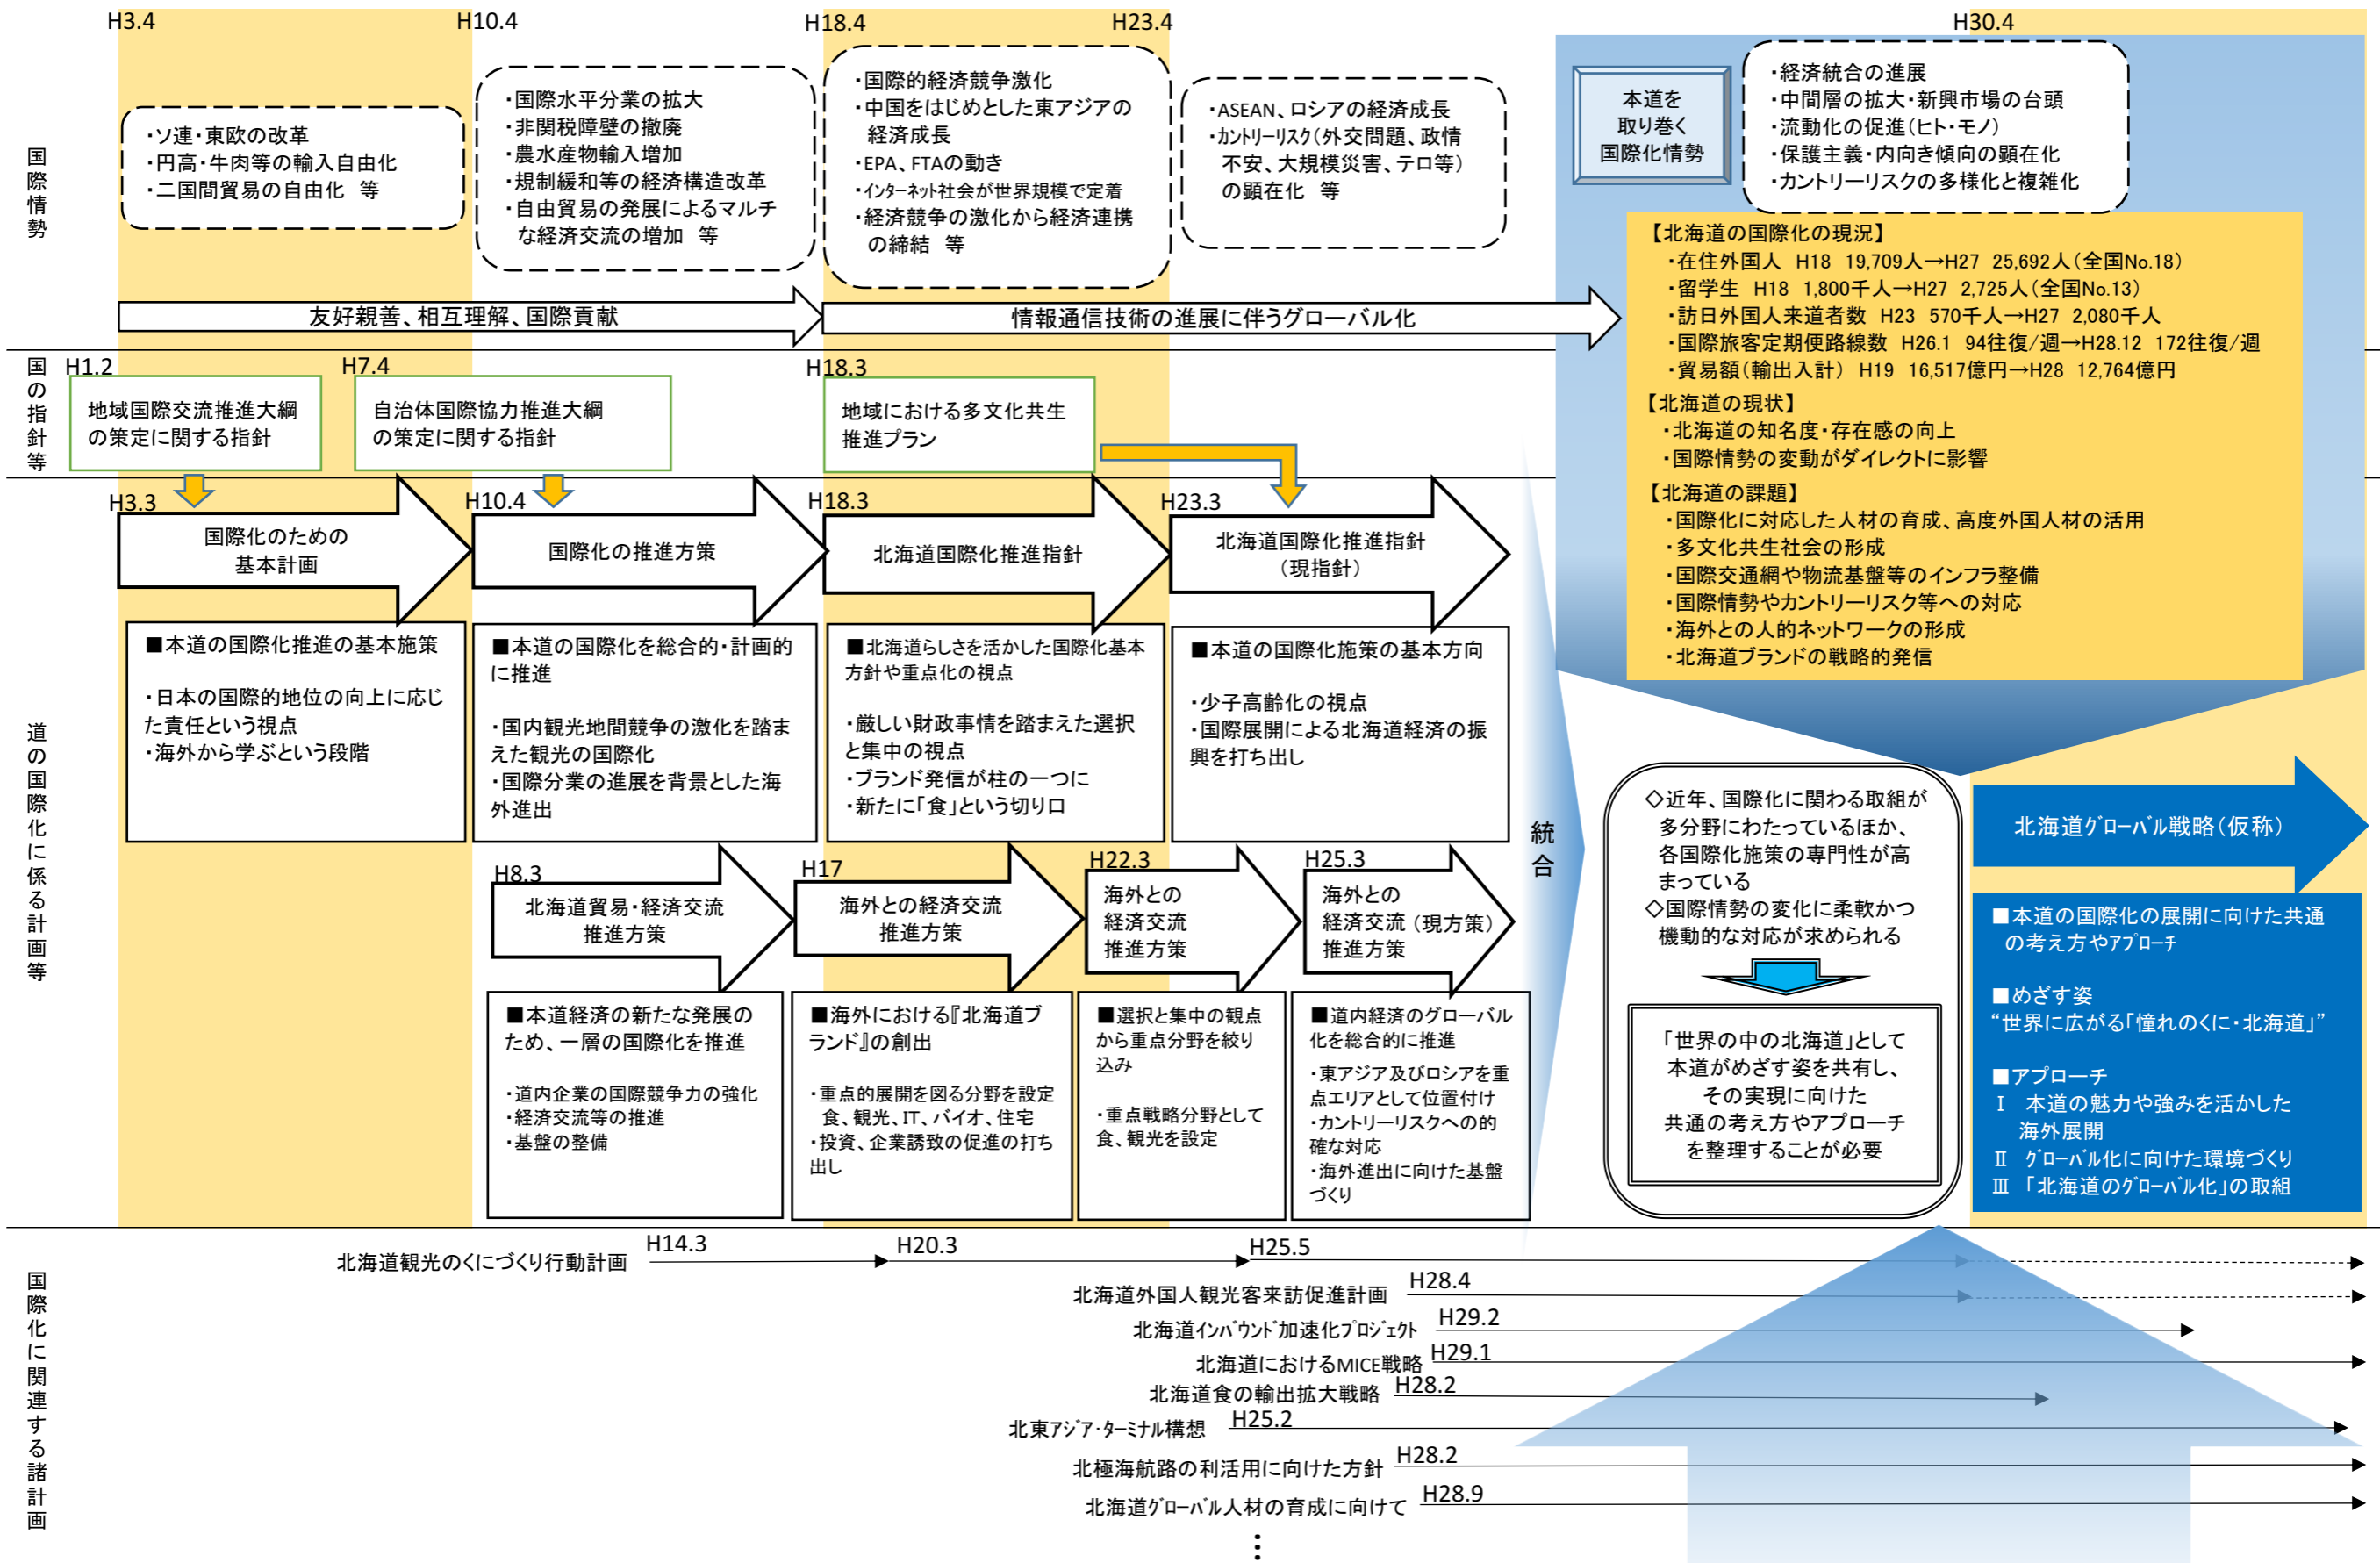 H3.4
H10.4
H18.4
H23.4
H30.4
国際情勢
・ソ連・東欧の改革
・円高・牛肉等の輸入自由化
・二国間貿易の自由化　等
・国際水平分業の拡大
・非関税障壁の撤廃
・農水産物輸入増加
・規制緩和等の経済構造改革
・自由貿易の発展によるマルチ
な経済交流の増加　等
・国際的経済競争激化
・中国をはじめとした東アジアの
経済成長
・EPA、FTAの動き
・インターネット社会が世界規模で定着
・経済競争の激化から経済連携
の締結　等
・ASEAN、ロシアの経済成長
・カントリーリスク（外交問題、政情
不安、大規模災害、テロ等）
の顕在化　等
本道を
取り巻く
国際化情勢
・経済統合の進展
・中間層の拡大・新興市場の台頭
・流動化の促進（ヒト・モノ）
・保護主義・内向き傾向の顕在化
・カントリーリスクの多様化と複雑化
【北海道の国際化の現況】
・在住外国人　H18　19,709人→H27　25,692人（全国No.18）
・留学生　H18　1,800千人→H27　2,725人（全国No.13）
・訪日外国人来道者数　H23　570千人→H27　2,080千人
・国際旅客定期便路線数　H26.1　94往復/週→H28.12　172往復/週
・貿易額（輸出入計）　H19　16,517億円→H28　12,764億円
【北海道の現状】
・北海道の知名度・存在感の向上
・国際情勢の変動がダイレクトに影響
【北海道の課題】
・国際化に対応した人材の育成、高度外国人材の活用
・多文化共生社会の形成
・国際交通網や物流基盤等のインフラ整備
・国際情勢やカントリーリスク等への対応
・海外との人的ネットワークの形成
・北海道ブランドの戦略的発信
友好親善、相互理解、国際貢献
情報通信技術の進展に伴うグローバル化
国の指針等
H1.2
地域国際交流推進大綱
の策定に関する指針
H7.4
自治体国際協力推進大綱
の策定に関する指針
H18.3
地域における多文化共生
推進プラン
道の国際化に係る計画等
H3.3
国際化のための
基本計画
H10.4
国際化の推進方策
H18.3
北海道国際化推進指針
H23.3
北海道国際化推進指針
（現指針）
■本道の国際化推進の基本施策
・日本の国際的地位の向上に応じ
た責任という視点
・海外から学ぶという段階
■本道の国際化を総合的・計画的
に推進
・国内観光地間競争の激化を踏ま
えた観光の国際化
・国際分業の進展を背景とした海
外進出
■北海道らしさを活かした国際化基本
方針や重点化の視点
・厳しい財政事情を踏まえた選択
と集中の視点
・ブランド発信が柱の一つに
・新たに「食」という切り口
■本道の国際化施策の基本方向
・少子高齢化の視点
・国際展開による北海道経済の振
興を打ち出し
H8.3
北海道貿易・経済交流
推進方策
H17
海外との経済交流
推進方策
H22.3
海外との
経済交流
推進方策
H25.3
海外との
経済交流（現方策）
推進方策
■本道経済の新たな発展の
ため、一層の国際化を推進
・道内企業の国際競争力の強化
・経済交流等の推進
・基盤の整備
■海外における『北海道ブ
ランド』の創出
・重点的展開を図る分野を設定
食、観光、IT、バイオ、住宅
・投資、企業誘致の促進の打ち
出し
■選択と集中の観点
から重点分野を絞り
込み
・重点戦略分野として
食、観光を設定
■道内経済のグローバル
化を総合的に推進
・東アジア及びロシアを重
点エリアとして位置付け
・カントリーリスクへの的
確な対応
・海外進出に向けた基盤
づくり
統合
◇近年、国際化に関わる取組が
多分野にわたっているほか、
各国際化施策の専門性が高
まっている
◇国際情勢の変化に柔軟かつ
機動的な対応が求められる
「世界の中の北海道」として
本道がめざす姿を共有し、
その実現に向けた
共通の考え方やアプローチ
を整理することが必要
北海道グローバル戦略（仮称）
■本道の国際化の展開に向けた共通
の考え方やアプローチ
■めざす姿
“世界に広がる「憧れのくに・北海道」”
■アプローチ
Ⅰ　本道の魅力や強みを活かした
海外展開
Ⅱ　グローバル化に向けた環境づくり
Ⅲ　「北海道のグローバル化」の取組
国際化に関連する諸計画
北海道観光のくにづくり行動計画
H14.3
H20.3
H25.5
北海道外国人観光客来訪促進計画
H28.4
北海道インバウンド加速化プロジェクト
H29.2
北海道におけるMICE戦略
H29.1
北海道食の輸出拡大戦略
H28.2
北東アジア・ターミナル構想
H25.2
北極海航路の利活用に向けた方針
H28.2
北海道グローバル人材の育成に向けて
H28.9
⋮